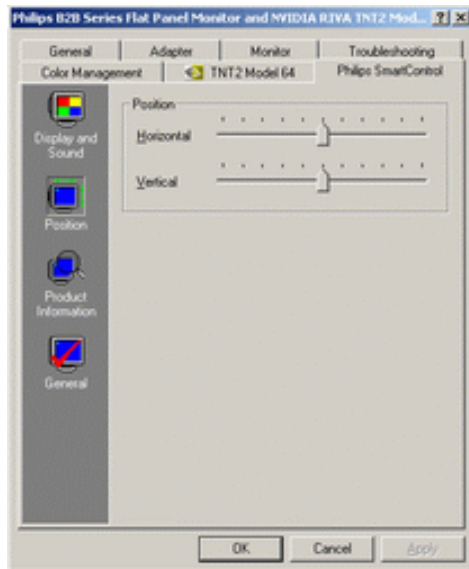 Philips B2B Series Flat Panel Monitor and NVIDIA RIVA TNT2 Mod...
General Adapter Monitor Troubleshooting
Color Management TNT2 Model 64 Philips SmartControl
Display and
Sound
Position
Product
Information
General
Position
Horizontal
Vertical
OK Cancel Apply